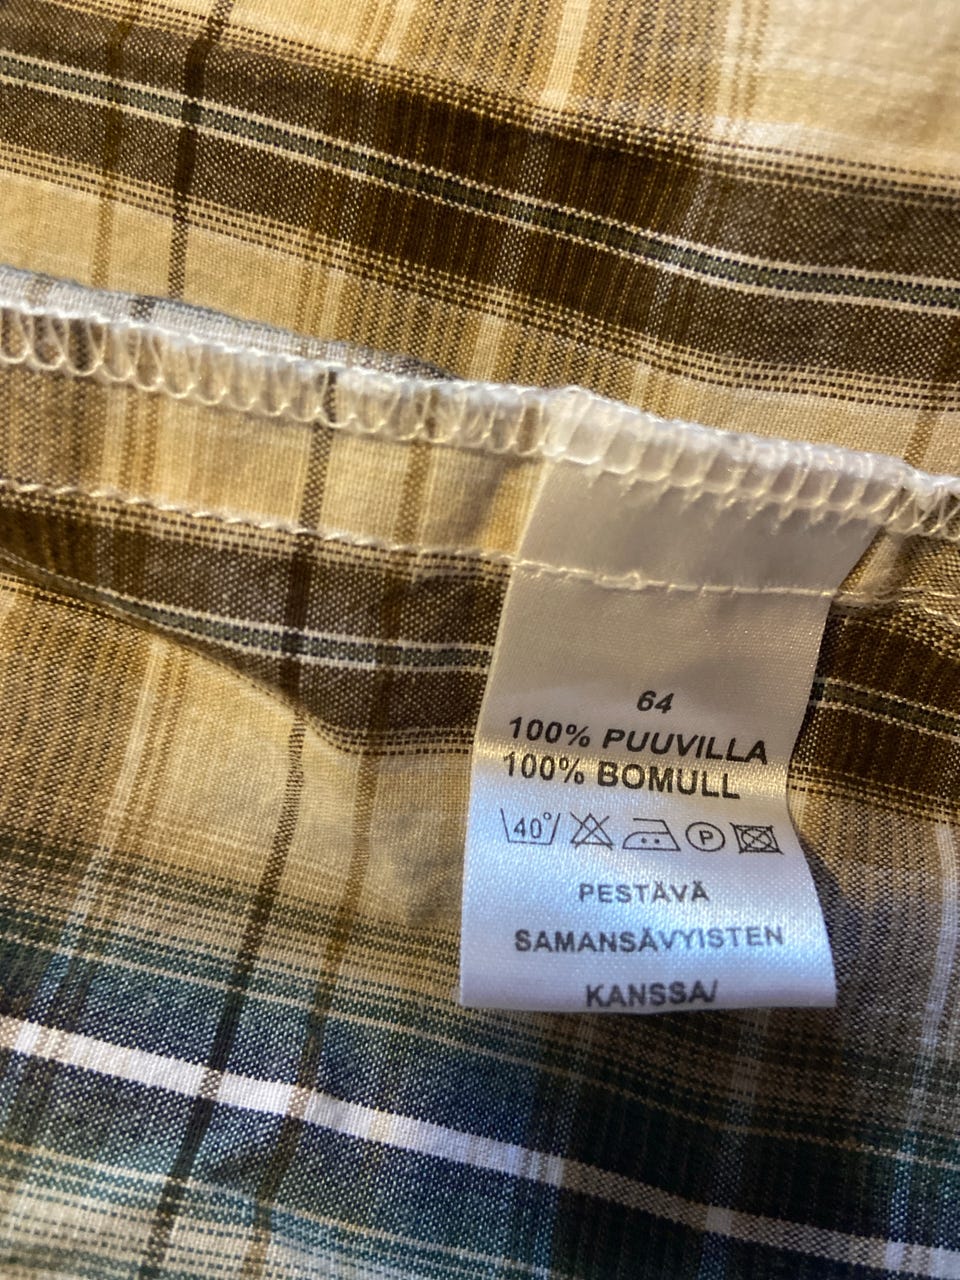 64
100% PUUVILLA
100% BOMULL
40° P
PESTÄVÄ
SAMANSÄVYISTEN
KANSSA/